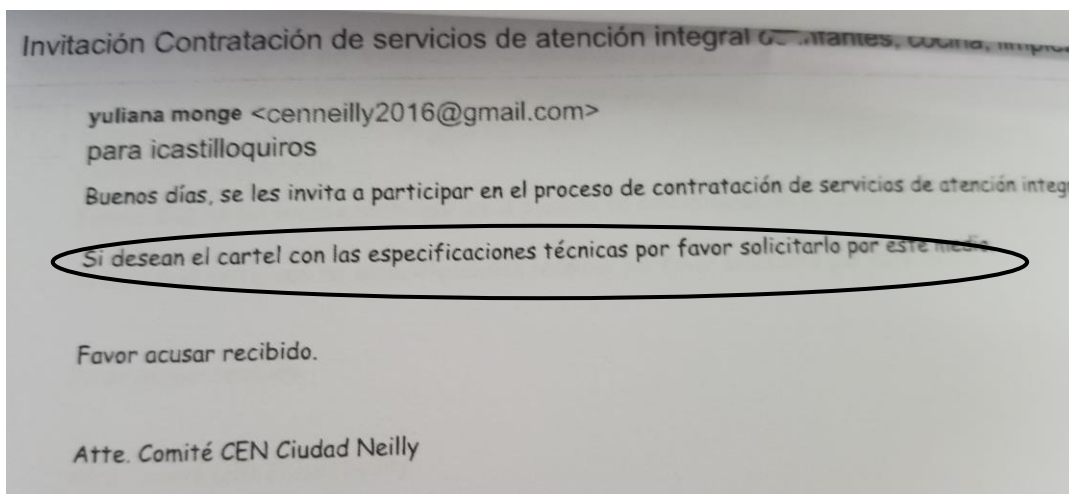 Invitación Contratación de servicios de atención integral
yuliana monge <cenneilly2016@gmail.com>
para icastilloquiros
Buenos días, se les invita a participar en el proceso de contratación de servicios de atención
Si desean el cartel con las especificaciones técnicas por favor solicitarlo por este medio
Favor acusar recibido.
Atte. Comité CEN Ciudad Neilly